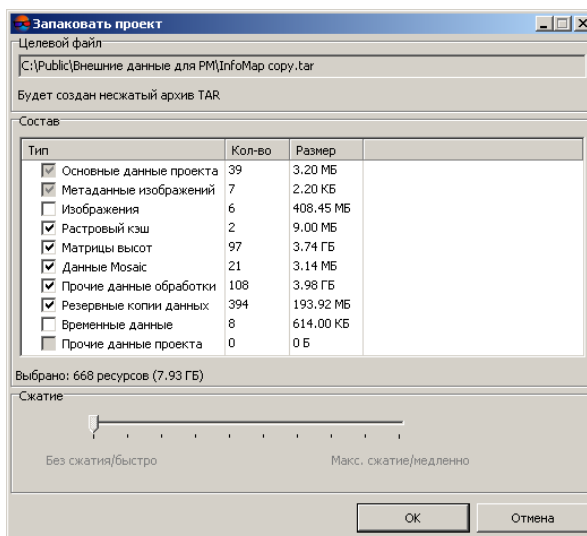 Запаковать проект
Целевой файл
C:\Public\Внешние данные для PM\InfoMap copy.tar
Будет создан несжатый архив TAR
Состав
Тип Кол-во Размер
Основные данные проекта 39 3.20 МБ
Метаданные изображений 7 2.20 КБ
Изображения 6 408.45 МБ
Растровый кэш 2 9.00 МБ
Матрицы высот 97 3.74 ГБ
Данные Mosaic 21 3.14 МБ
Прочие данные обработки 108 3.98 ГБ
Резервные копии данных 394 193.92 МБ
Временные данные 8 614.00 КБ
Прочие данные проекта 0 0 Б
Выбрано: 668 ресурсов (7.93 ГБ)
Сжатие
Без сжатия/быстро Макс. сжатие/медленно
OK Отмена